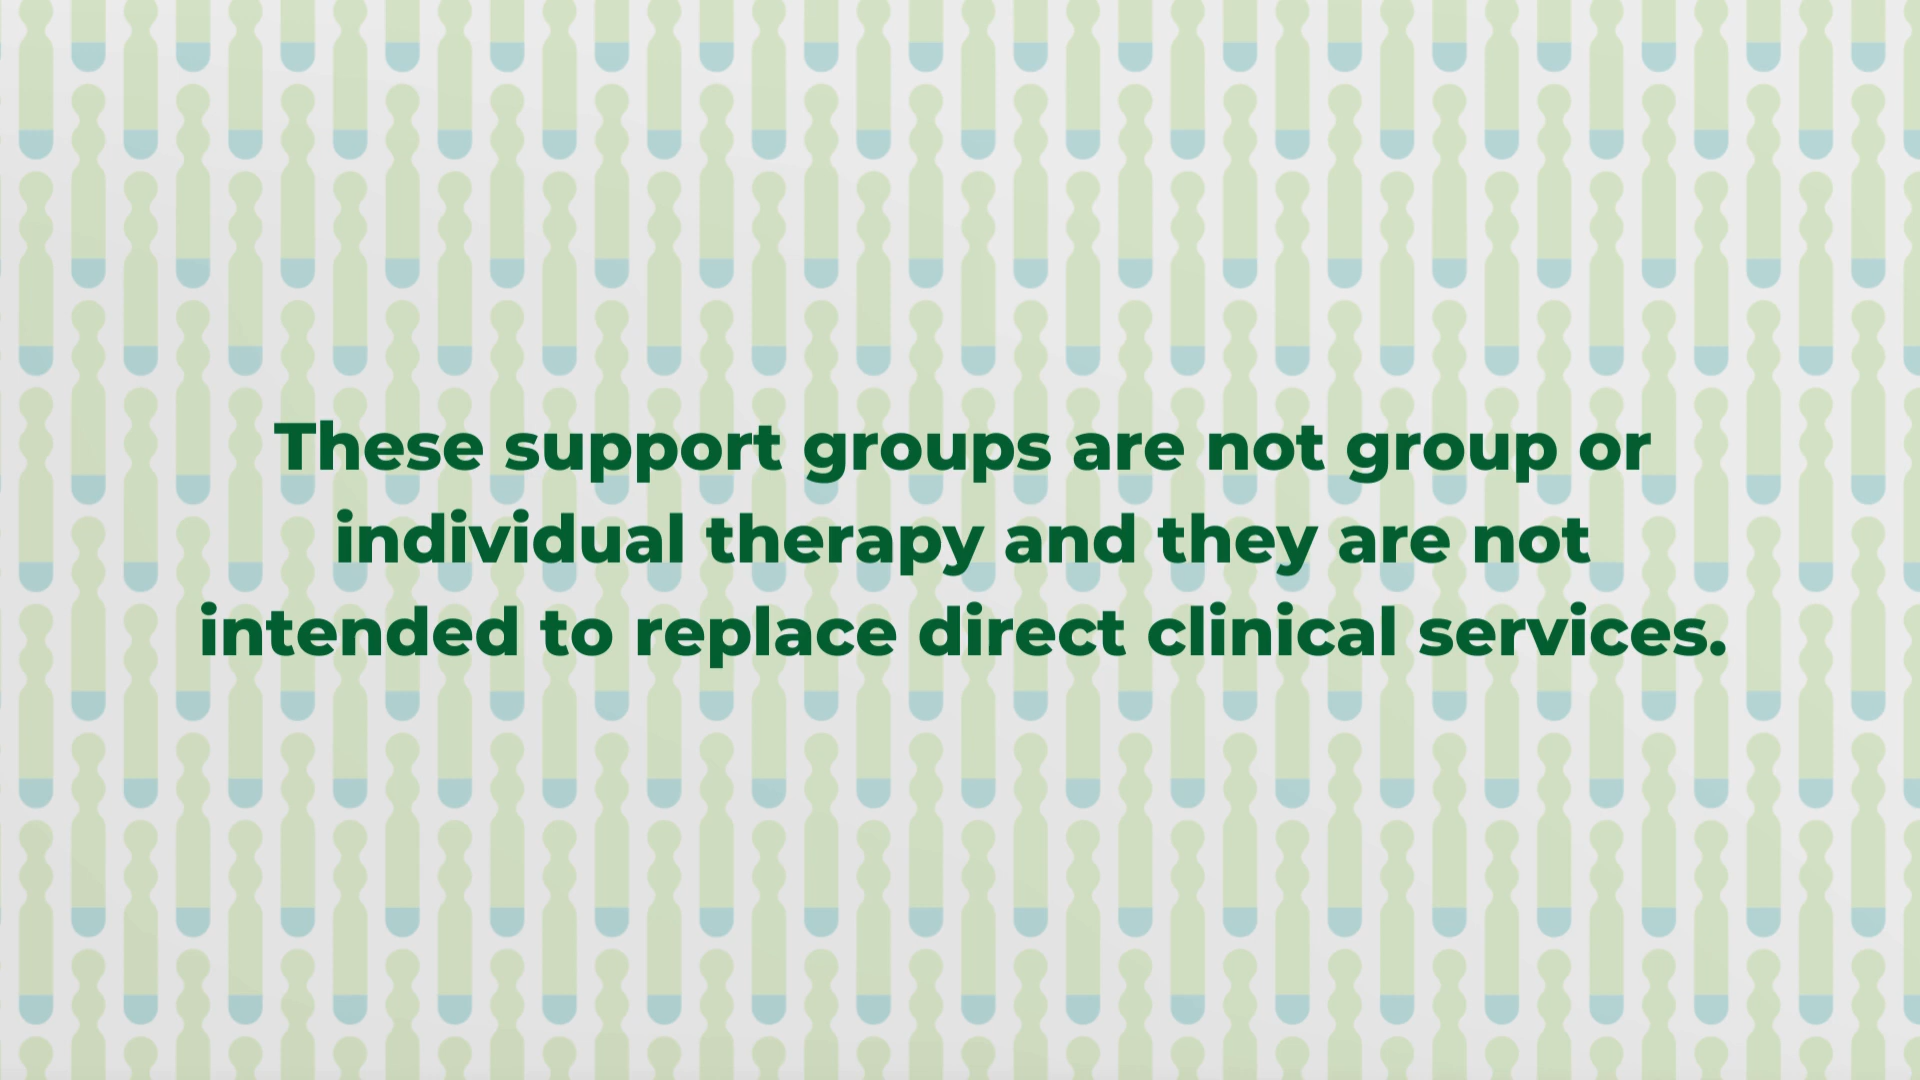 These support groups are not group or
individual therapy and they are not
intended to replace direct clinical services.